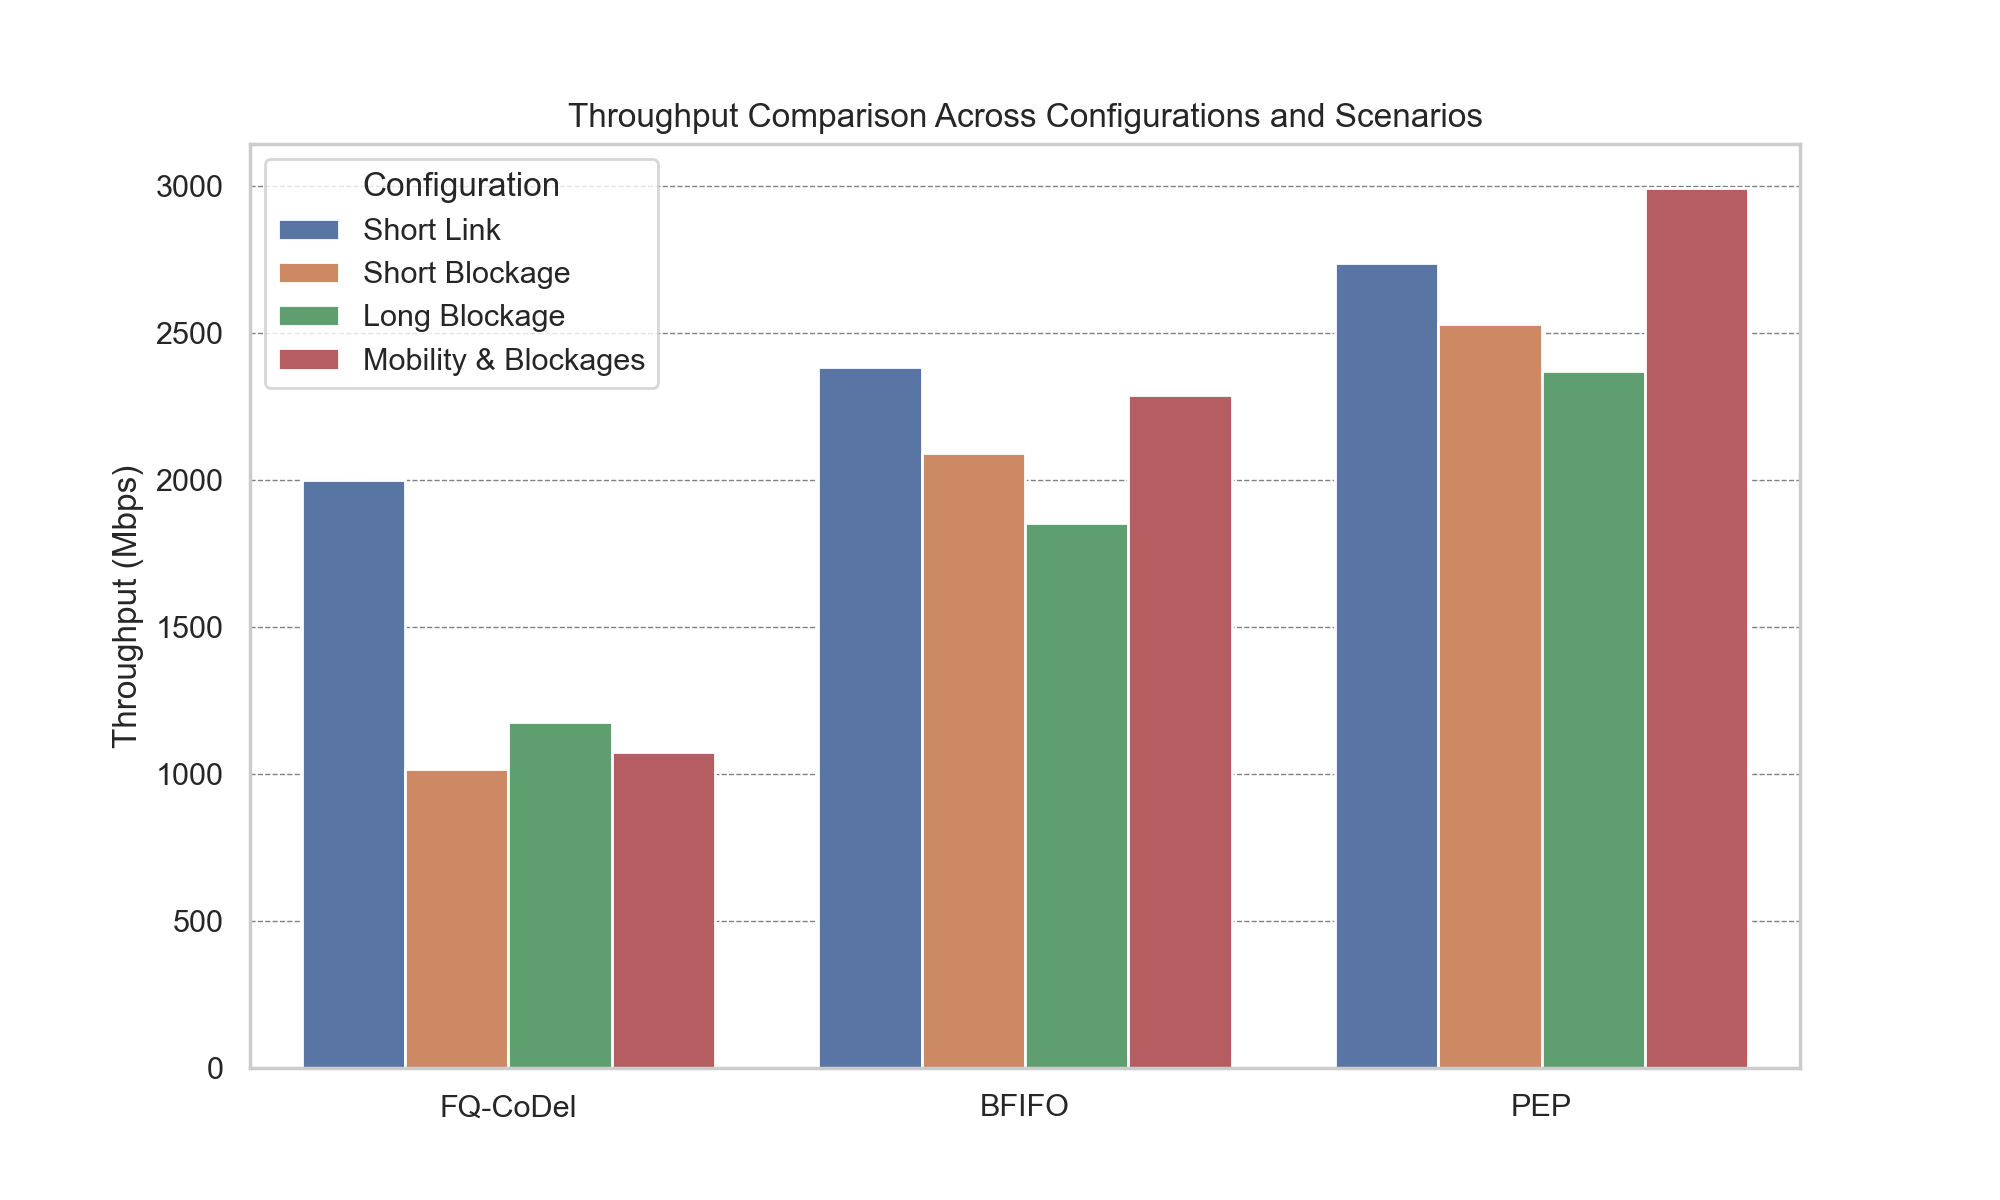 Throughput Comparison Across Configurations and Scenarios
Configuration
Short Link
Short Blockage
Long Blockage
Mobility & Blockages
Throughput (Mbps)
3000
2500
2000
1500
1000
500
0
FQ-CoDel
BFIFO
PEP